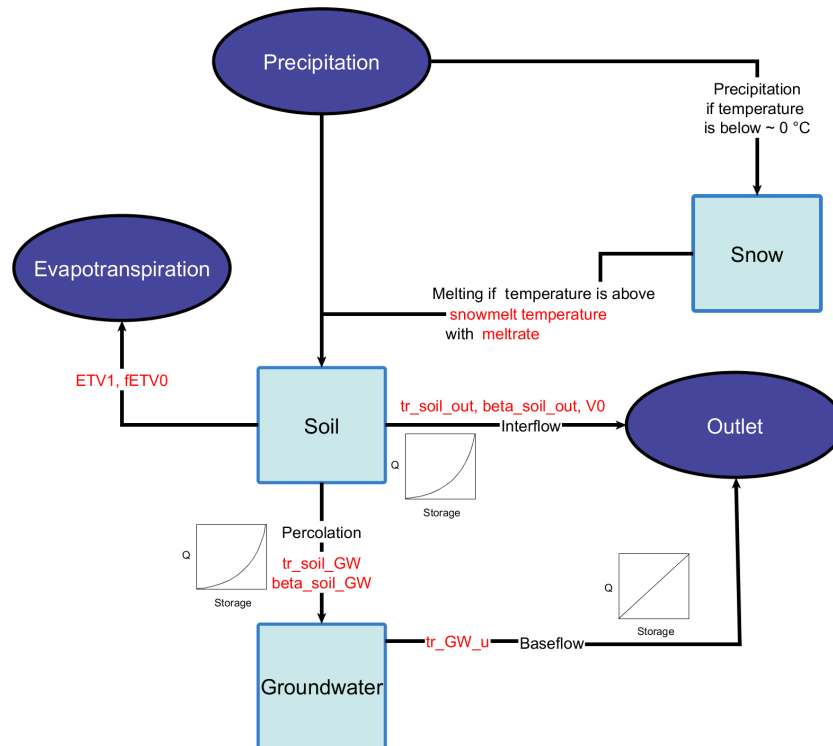 Precipitation
Precipitation
if temperature
is below ~ 0 °C
Snow
Evapotranspiration
Melting if  temperature is above
snowmelt temperature
with meltrate
ETV1, fETV0
Soil
tr_soil_out, beta_soil_out, V0
Interflow
Outlet
Q
Storage
Percolation
Q
tr_soil_GW
beta_soil_GW
Storage
Q
Storage
tr_GW_u
Baseflow
Groundwater